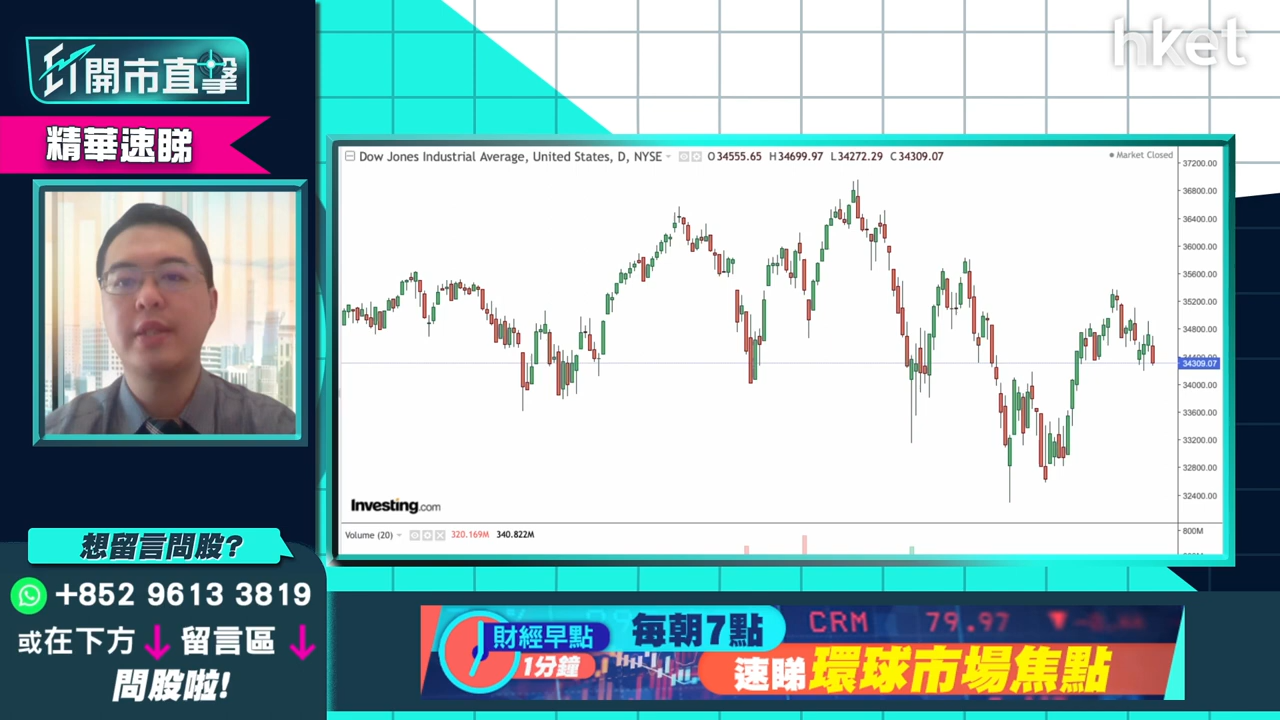 hket
ET開市直擊
精華速睇
Dow Jones Industrial Average, United States, D, NYSE O34555.65 H34699.97 L34272.29 C34309.07
Market Closed
37200.00
36800.00
36400.00
36000.00
35600.00
35200.00
34800.00
34400.00
34309.07
34000.00
33600.00
33200.00
32800.00
32400.00
Investing.com
Volume (20) 320.169M 340.822M
800M
想留言問股?
+852 9613 3819
或在下方 留言區
問股啦!
財經早點
1分鐘
每朝7點
速睇環球市場焦點
CRM 79.97